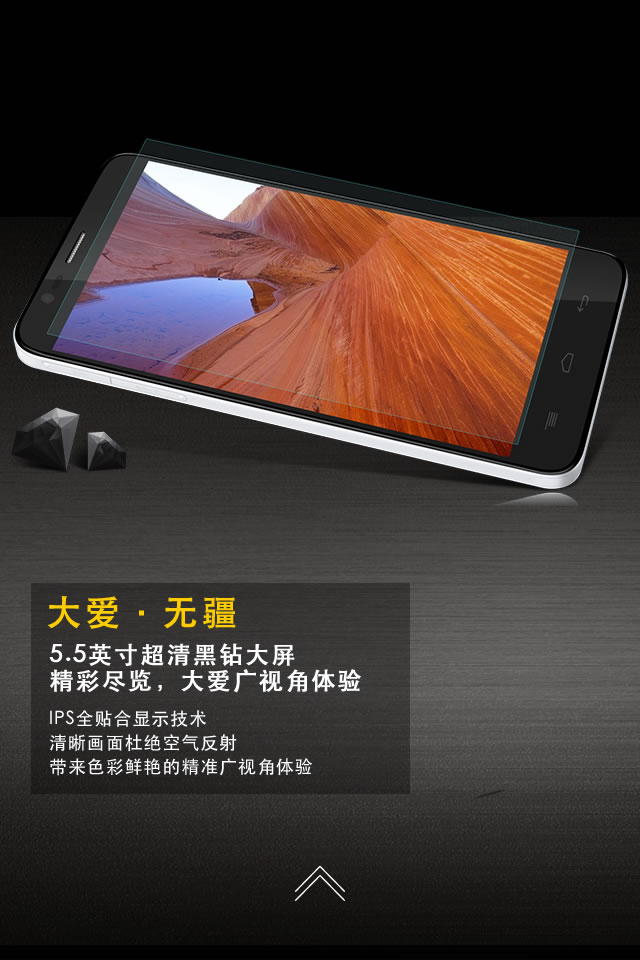 大爱·无疆
5.5英寸超清黑钻大屏
精彩尽览，大爱广视角体验
IPS全贴合显示技术
清晰画面杜绝空气反射
带来色彩鲜艳的精准广视角体验